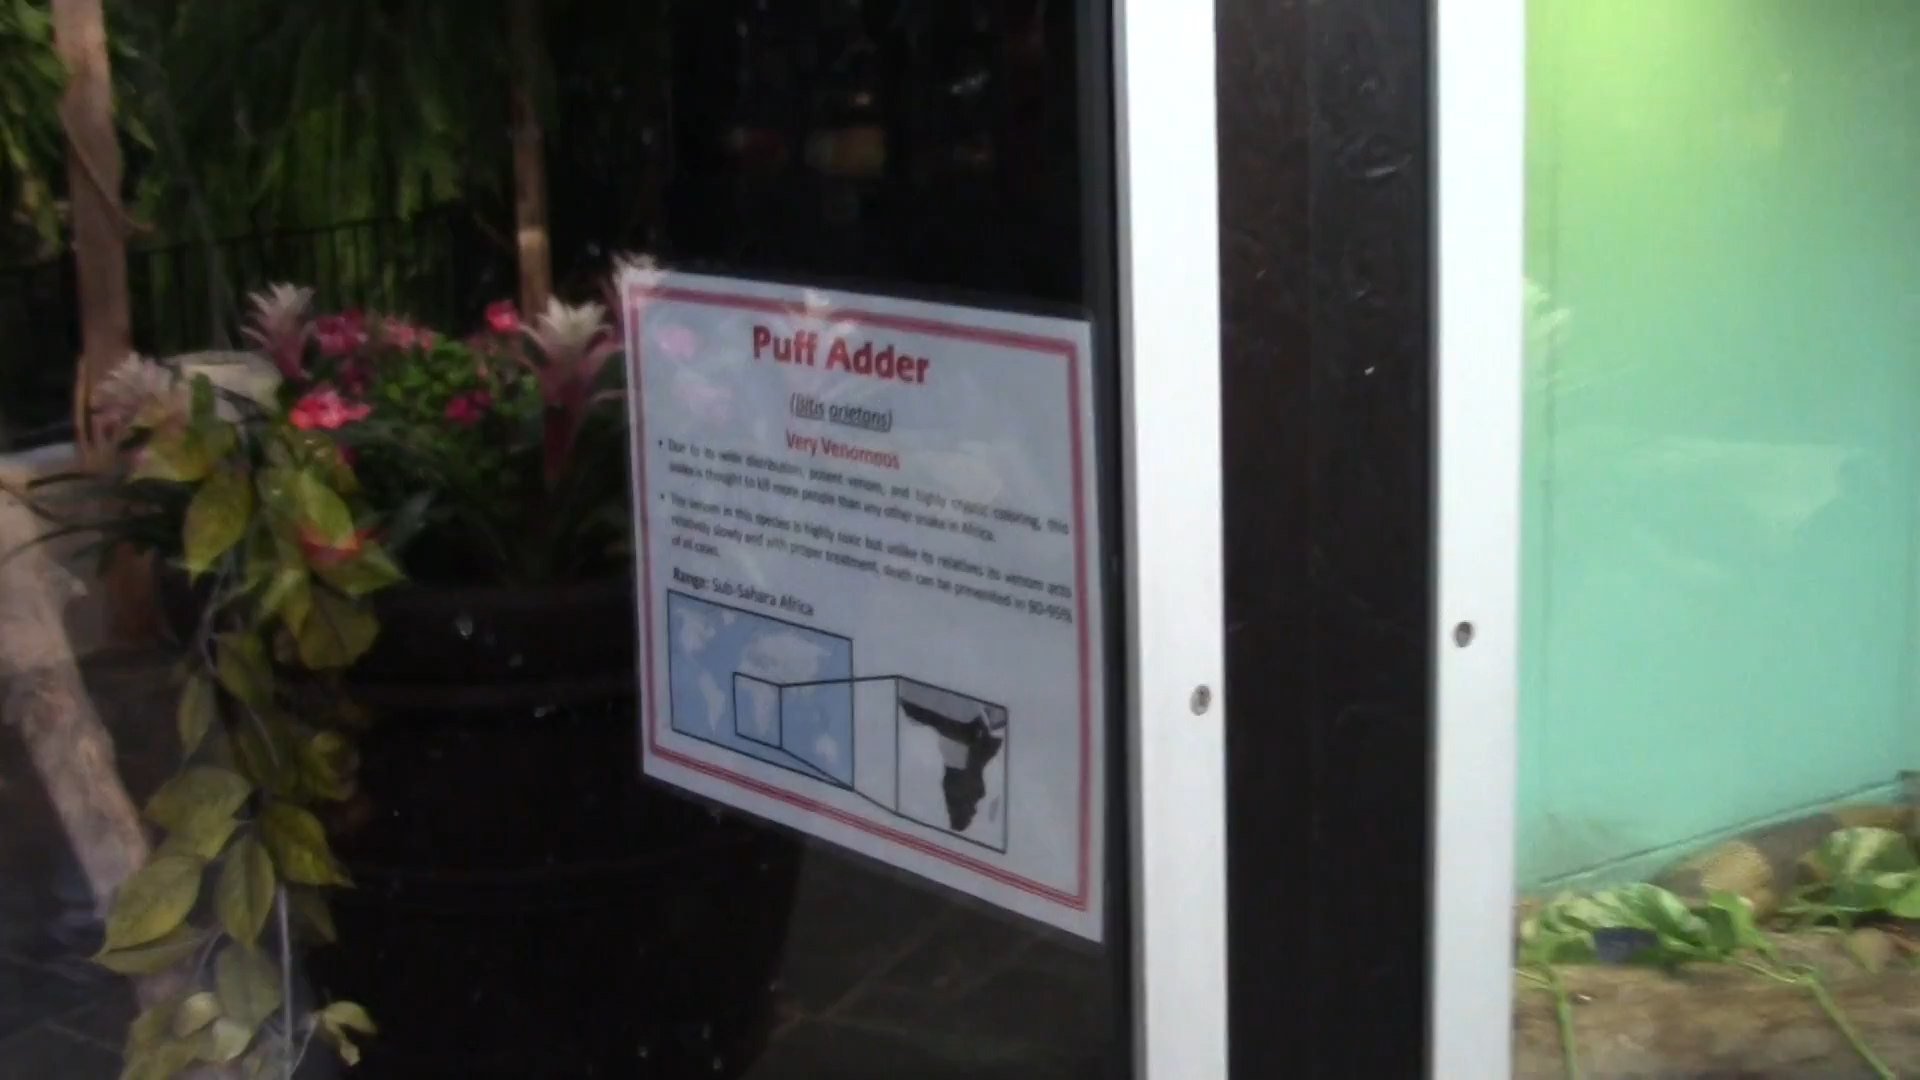 Puff Adder
(Bitis arietans)
Very Venomous
• Due to its wide distribution, potent venom, and highly cryptic coloring, this
snake is thought to kill more people than any other snake in Africa.
• The venom in this species is highly toxic but unlike its relatives its venom acts
relatively slowly and with proper treatment, death can be prevented in 90-95%
of all cases.
Range: Sub-Sahara Africa